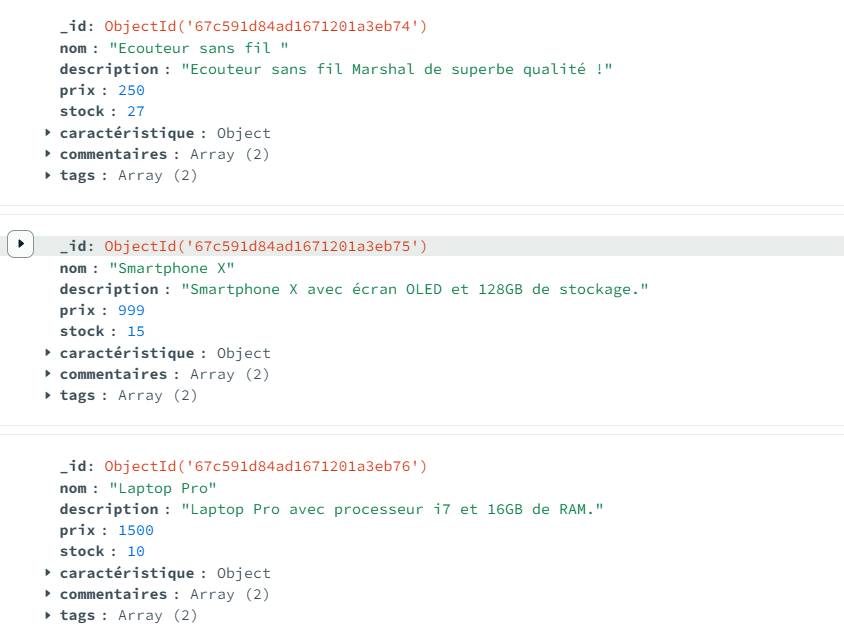 _id: ObjectId('67c591d84ad1671201a3eb74')
nom : "Ecouteur sans fil "
description : "Ecouteur sans fil Marshal de superbe qualité !"
prix : 250
stock : 27
caractéristique : Object
commentaires : Array (2)
tags : Array (2)
_id: ObjectId('67c591d84ad1671201a3eb75')
nom : "Smartphone X"
description : "Smartphone X avec écran OLED et 128GB de stockage."
prix : 999
stock : 15
caractéristique : Object
commentaires : Array (2)
tags : Array (2)
_id: ObjectId('67c591d84ad1671201a3eb76')
nom : "Laptop Pro"
description : "Laptop Pro avec processeur i7 et 16GB de RAM."
prix : 1500
stock : 10
caractéristique : Object
commentaires : Array (2)
tags : Array (2)